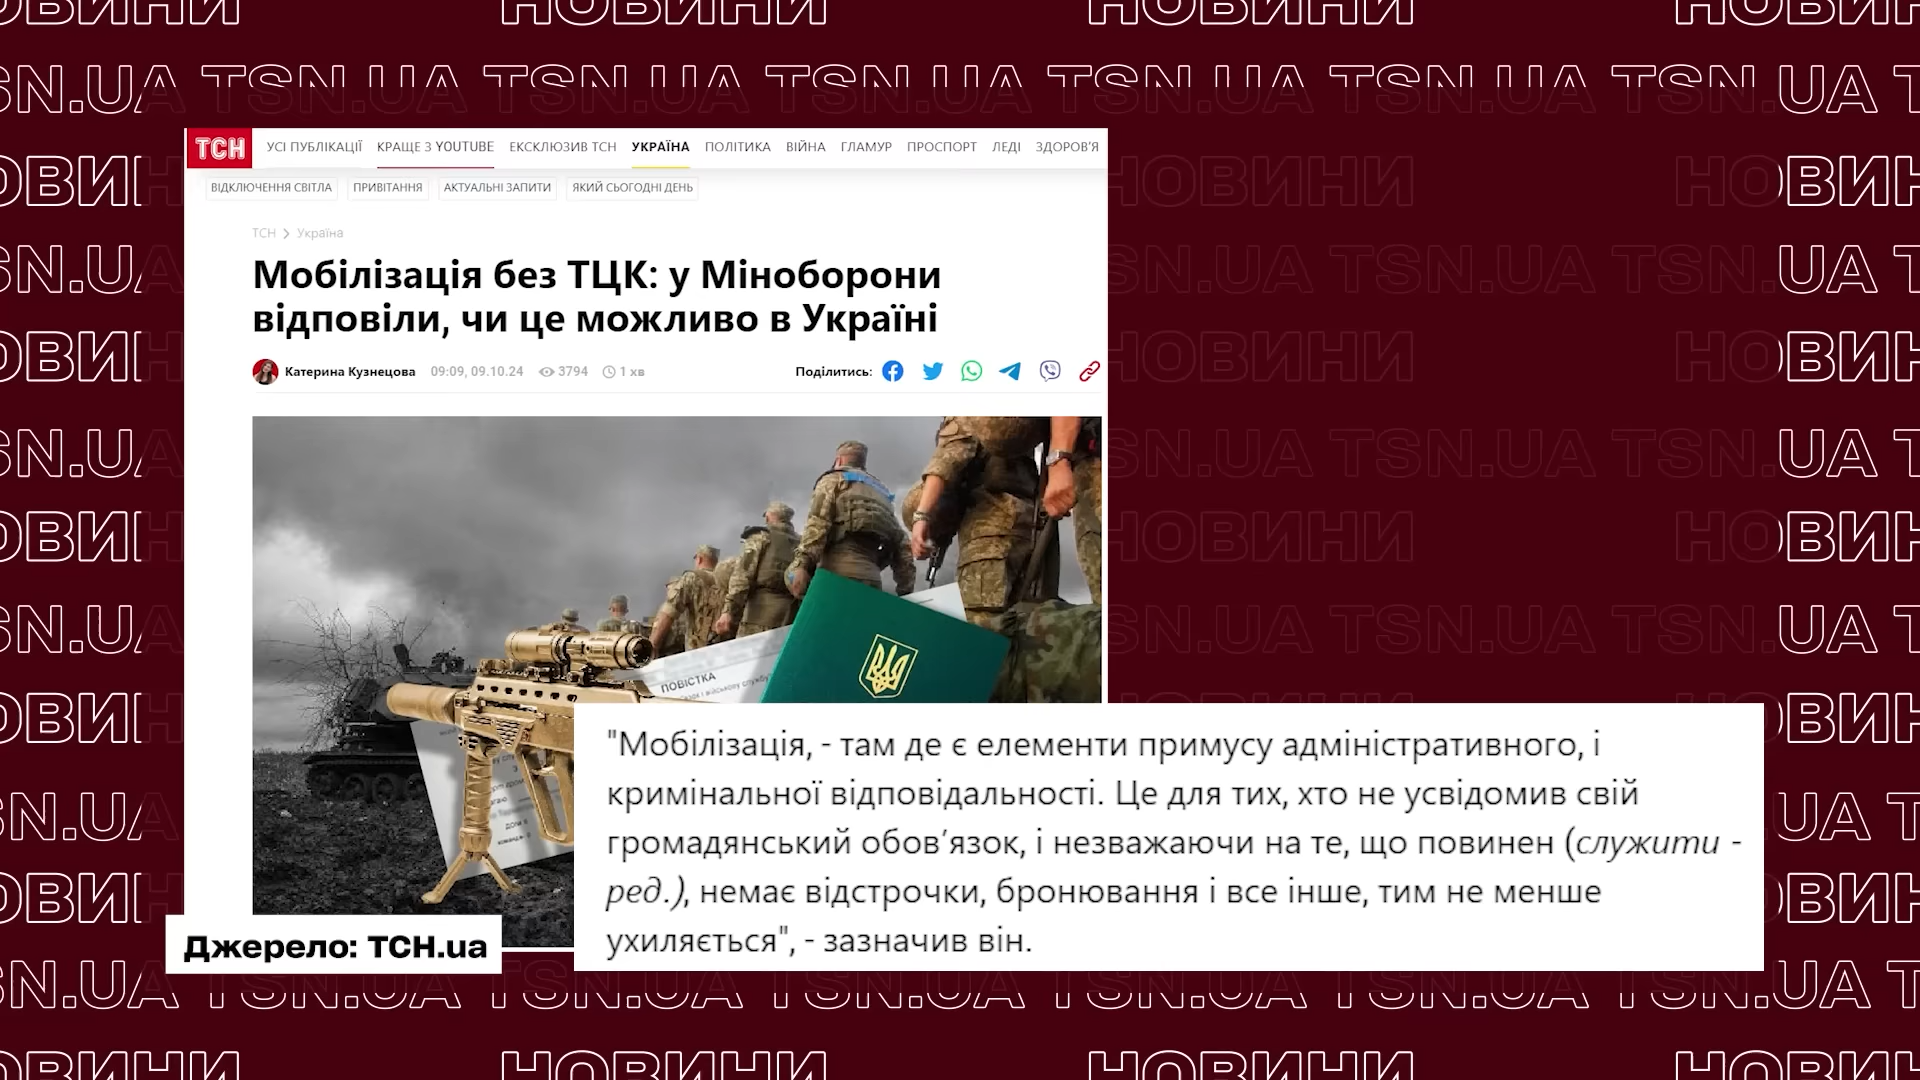 НОВИНИ НОВИНИ НОВИНИ
TSN.UA TSN.UA TSN.UA TSN.UA TSN.UA TSN.UA TSN.UA
ТСН УСІ ПУБЛІКАЦІЇ КРАЩЕ З YOUTUBE ЕКСКЛЮЗИВ ТСН УКРАЇНА ПОЛІТИКА ВІЙНА ГЛАМУР ПРОСПОРТ ЛЕДІ ЗДОРОВ'Я
ВІДКЛЮЧЕННЯ СВІТЛА ПРИВІТАННЯ АКТУАЛЬНІ ЗАПИТИ ЯКИЙ СЬОГОДНІ ДЕНЬ
ТСН > Україна
Мобілізація без ТЦК: у Міноборони
відповіли, чи це можливо в Україні
Катерина Кузнецова 09:09, 09.10.24 3794 1 хв Поділитись:
ПОВІСТКА
"Мобілізація, - там де є елементи примусу адміністративного, і
кримінальної відповідальності. Це для тих, хто не усвідомив свій
громадянський обов’язок, і незважаючи на те, що повинен (служити -
ред.), немає відстрочки, бронювання і все інше, тим не менше
ухиляється", - зазначив він.
Джерело: ТСН.ua